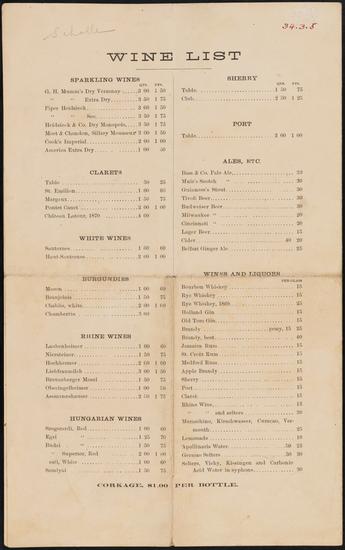 Schalle
34.3.5
WINE LIST
SPARKLING WINES
QTS. PTS.
G. H. Mumm's Dry Verzenay 3 00 1 50
" " Extra Dry 3 50 1 75
Piper Heidsieck 3 00 1 50
" " Sec. 3 50 1 75
Heidsieck & Co. Dry Monopole, 3 50 1 75
Moet & Chandon, Sillery Mousseux 3 00 1 50
Cook's Imperial 2 00 1 00
America Extra Dry 1 00 50
CLARETS
Table 50 25
St. Emilion 1 00 60
Margaux 1 50 75
Pontet Canet 2 00 1 00
Château Latour, 1870 4 00
WHITE WINES
Sauternes 1 50 60
Haut-Sauternes 2 00 1 00
BURGUNDIES
Macon 1 00 60
Beaujolais 1 50 75
Chablis, white 2 00 1 00
Chambertin 3 00
RHINE WINES
Laubenheimer 1 00 60
Niersteiner 1 50 75
Hochheimer 2 00 1 00
Liebfraumilch 3 00 1 50
Brauneberger Mosel 1 50 75
Oberingelheimer 1 00 50
Assmannshauser 2 75 1 50
HUNGARIAN WINES
Szegszardi, Red 1 00 60
Egri " 1 25 70
Budai " 1 50 75
" Superior, Red 2 00 1 00
White 1 00 60
Somlyai 1 50 75
SHERRY
QTS. PTS.
Table 1 50 75
Club 2 50 1 25
PORT
Table 2 00 1 00
ALES, ETC.
Bass & Co. Pale Ale 30
Muir's Scotch " 30
Guinness's Stout 30
Tivoli Beer 30
Budweiser Beer 30
Milwaukee " 20
Cincinnati " 20
Lager Beer 15
Cider 40 20
Belfast Ginger Ale 25
WINES AND LIQUORS
PER GLASS
Bourbon Whiskey 15
Rye Whiskey 15
Rye Whiskey, 1869 25
Holland Gin 15
Old Tom Gin 15
Brandy pony, 15 25
Brandy, best 40
Jamaica Rum 15
St. Croix Rum 15
Medford Rum 15
Apple Brandy 15
Sherry 15
Port 15
Claret 15
Rhine Wine 15
" " and seltzer 20
Maraschino, Kirschwasser, Curacao, Ver-
mouth 25
Lemonade 10
Apollinaris Water 50 25
German Seltzer 50 30
Seltzer, Vichy, Kissingen and Carbonic
Acid Water in syphons 30
CORKAGE, $1.00 PER BOTTLE.